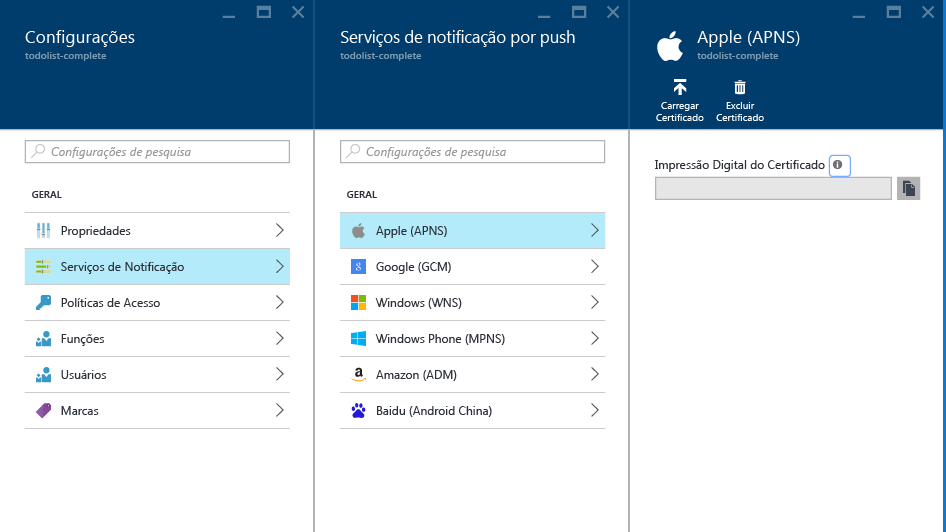 Configurações
todolist-complete
Configurações de pesquisa
GERAL
Propriedades
Serviços de Notificação
Políticas de Acesso
Funções
Usuários
Marcas
Serviços de notificação por push
todolist-complete
Configurações de pesquisa
GERAL
Apple (APNS)
Google (GCM)
Windows (WNS)
Windows Phone (MPNS)
Amazon (ADM)
Baidu (Android China)
Apple (APNS)
todolist-complete
Carregar
Certificado
Excluir
Certificado
Impressão Digital do Certificado